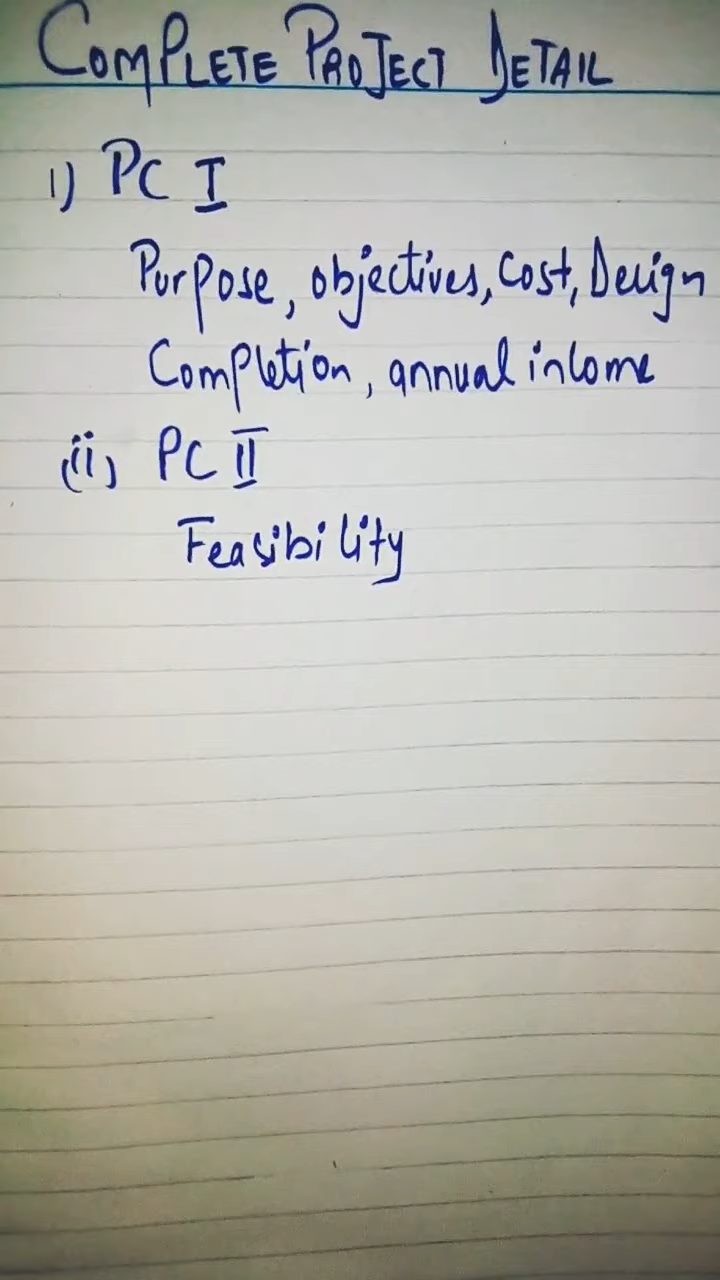 COMPLETE PROJECT DETAIL
1) PC I
Purpose, objectives, Cost, Design
Completion, annual income
(ii) PC II
Feasibility